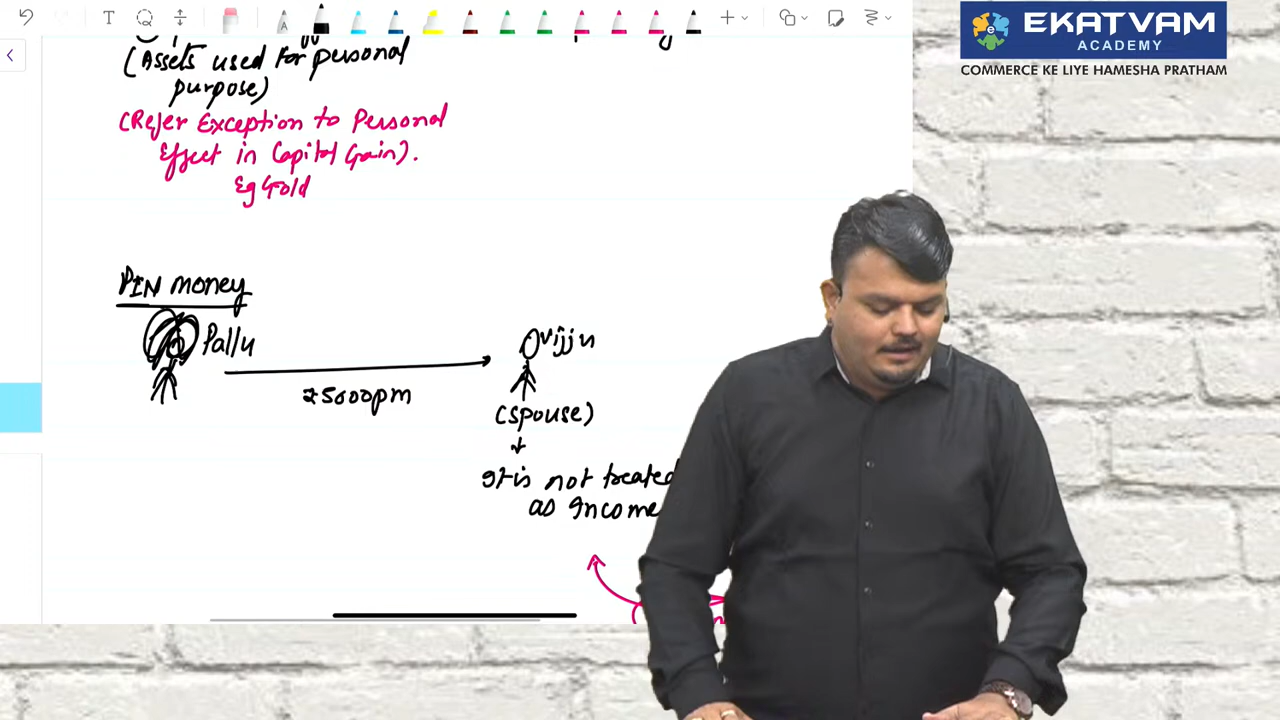 T
EKATVAM
ACADEMY
COMMERCE KE LIYE HAMESHA PRATHAM
(Assets used for personal
purpose)
(Refer Exception to Personal
Effect in Capital Gain).
Eg Gold
PIN money
Pallu
Vijju
₹5000pm
(spouse)
It is not treated
as Income